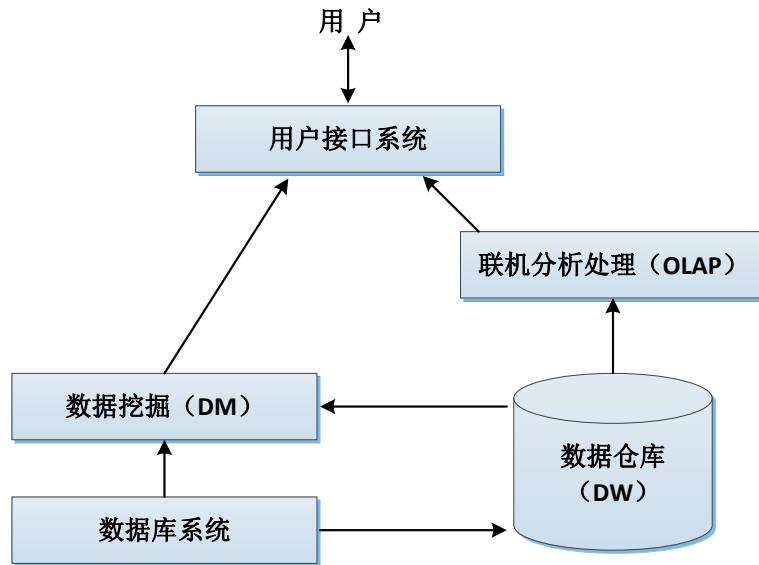 用 户
用户接口系统
联机分析处理（OLAP）
数据挖掘（DM）
数据仓库
（DW）
数据库系统